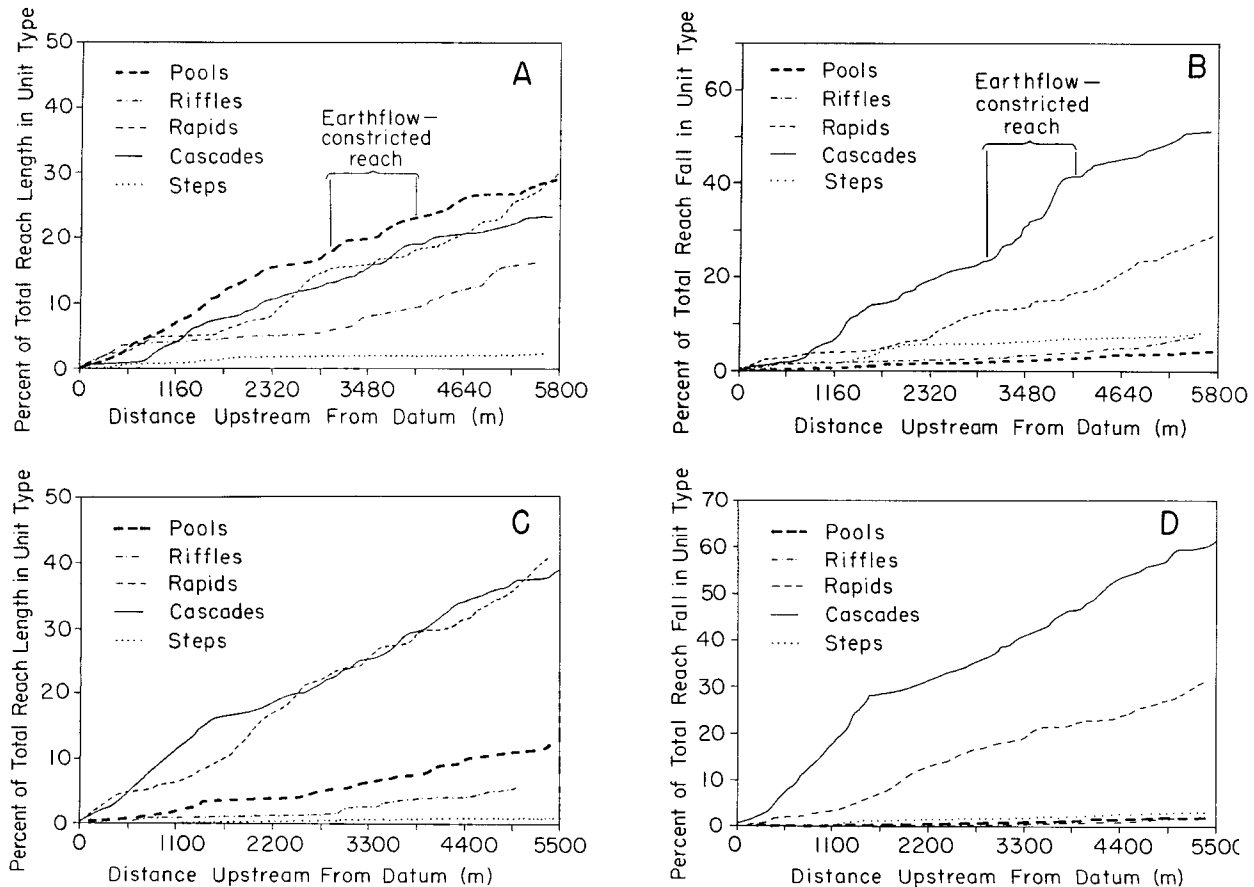 Percent of Total Reach Length in Unit Type
50
40
30
20
10
0
Pools
Riffles
Rapids
Cascades
Steps
A
Earthflow—
constricted
reach
0 1160 2320 3480 4640 5800
Distance Upstream From Datum (m)
Percent of Total Reach Fall in Unit Type
60
40
20
0
Pools
Riffles
Rapids
Cascades
Steps
B
Earthflow—
constricted
reach
0 1160 2320 3480 4640 5800
Distance Upstream From Datum (m)
Percent of Total Reach Length in Unit Type
50
40
30
20
10
0
Pools
Riffles
Rapids
Cascades
Steps
C
0 1100 2200 3300 4400 5500
Distance Upstream From Datum (m)
Percent of Total Reach Fall in Unit Type
70
60
50
40
30
20
10
0
Pools
Riffles
Rapids
Cascades
Steps
D
0 1100 2200 3300 4400 5500
Distance Upstream From Datum (m)